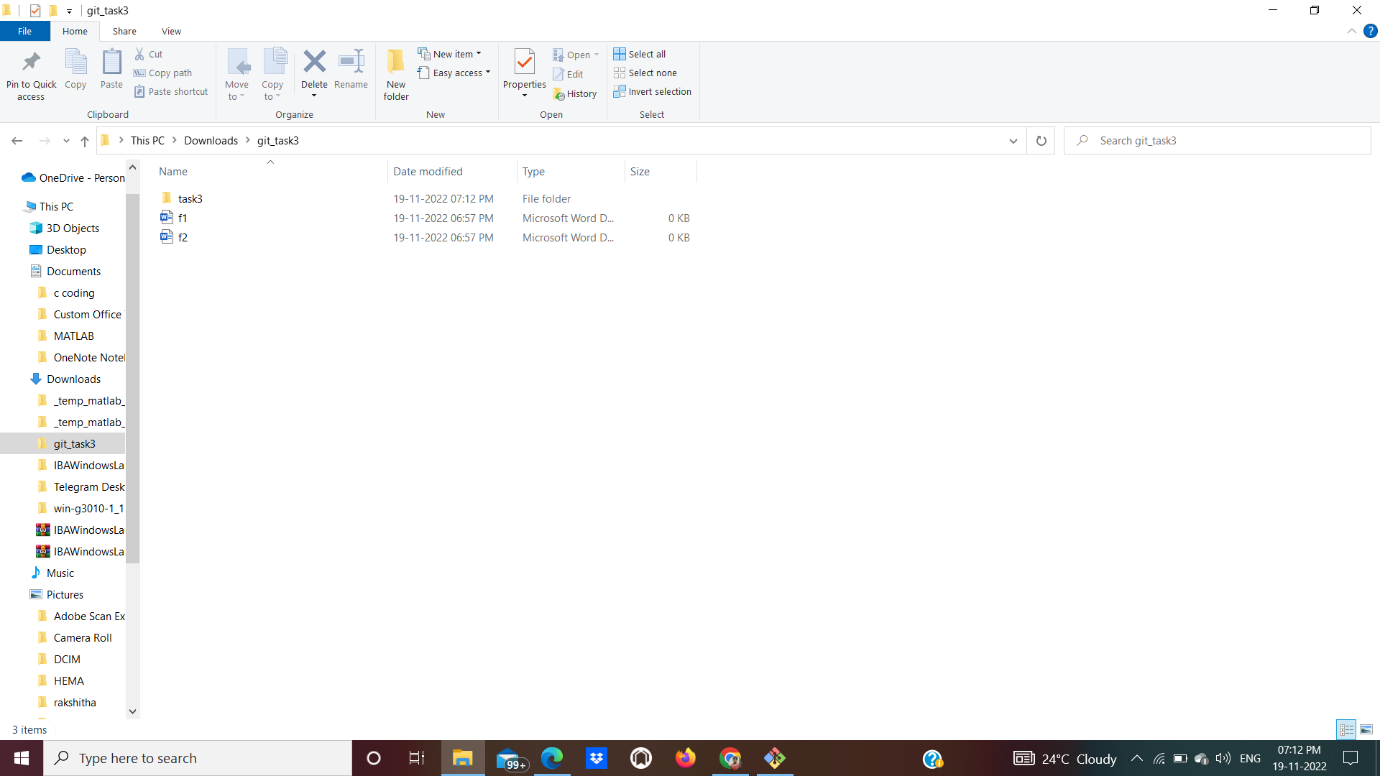 git_task3
File Home Share View
Pin to Quick access
Copy
Paste
Cut
Copy path
Paste shortcut
Clipboard
Move to
Copy to
Delete
Rename
Organize
New folder
New item
Easy access
New
Properties
Open
Edit
History
Open
Select all
Select none
Invert selection
Select
This PC > Downloads > git_task3
Search git_task3
Name Date modified Type Size
task3 19-11-2022 07:12 PM File folder
f1 19-11-2022 06:57 PM Microsoft Word D... 0 KB
f2 19-11-2022 06:57 PM Microsoft Word D... 0 KB
OneDrive - Person
This PC
3D Objects
Desktop
Documents
c coding
Custom Office
MATLAB
OneNote Notel
Downloads
_temp_matlab_
_temp_matlab_
git_task3
IBAWindowsLa
Telegram Desk
win-g3010-1_1
IBAWindowsLa
IBAWindowsLa
Music
Pictures
Adobe Scan Ex
Camera Roll
DCIM
HEMA
rakshitha
3 items
Type here to search
99+
24°C Cloudy
ENG
07:12 PM
19-11-2022